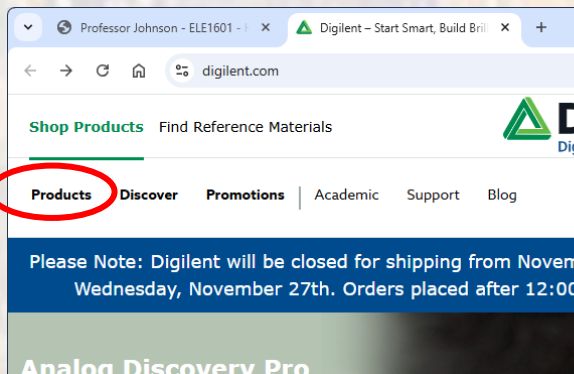 Professor Johnson - ELE1601 -
Digilent – Start Smart, Build Bril
digilent.com
Shop Products Find Reference Materials
Products Discover Promotions Academic Support Blog
Please Note: Digilent will be closed for shipping from Novem
Wednesday, November 27th. Orders placed after 12:00
Analog Discovery Pro